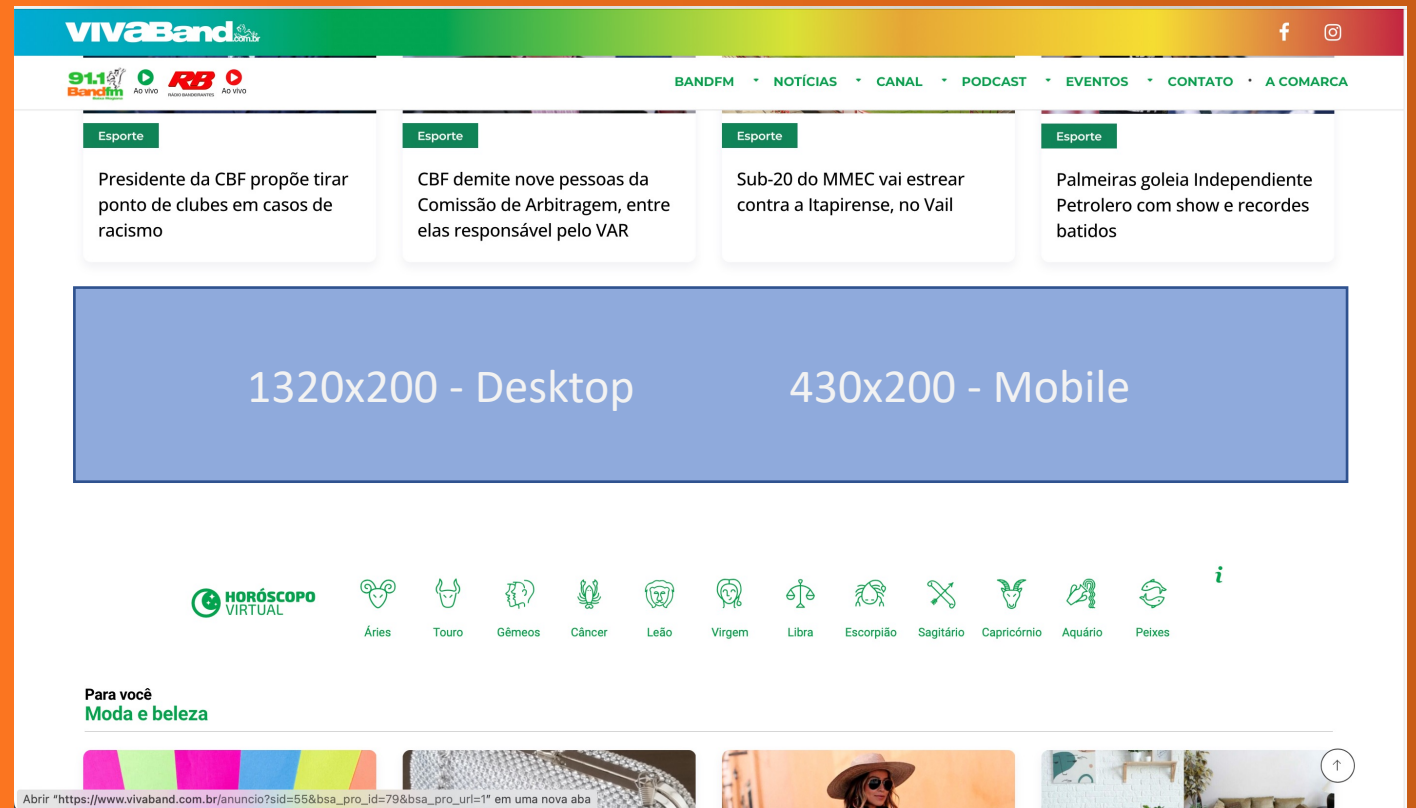 VIVaBand.com.br
91.1
Bandfm
Ao vivo
RB
RÁDIO BANDEIRANTES
Ao vivo
BANDFM
NOTÍCIAS
CANAL
PODCAST
EVENTOS
CONTATO
A COMARCA
Esporte
Presidente da CBF propõe tirar
ponto de clubes em casos de
racismo
Esporte
CBF demite nove pessoas da
Comissão de Arbitragem, entre
elas responsável pelo VAR
Esporte
Sub-20 do MMEC vai estrear
contra a Itapirense, no Vail
Esporte
Palmeiras goleia Independiente
Petrolero com show e recordes
batidos
1320x200 - Desktop
430x200 - Mobile
HORÓSCOPO
VIRTUAL
Áries
Touro
Gêmeos
Câncer
Leão
Virgem
Libra
Escorpião
Sagitário
Capricórnio
Aquário
Peixes
i
Para você
Moda e beleza
Abrir "https://www.vivaband.com.br/anuncio?sid=55&bsa_pro_id=79&bsa_pro_url=1" em uma nova aba